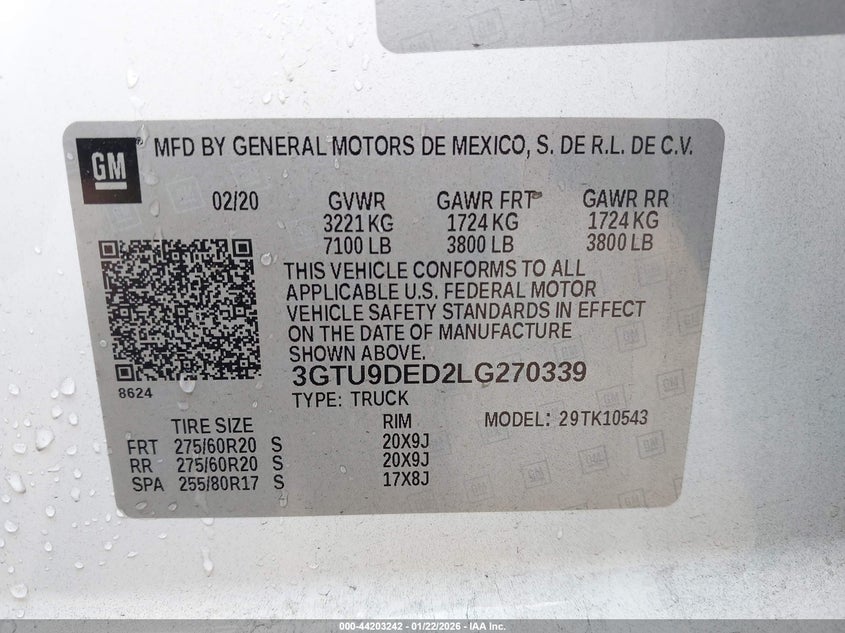 GM
MFD BY GENERAL MOTORS DE MEXICO, S. DE R.L. DE C.V.
02/20 GVWR GAWR FRT GAWR RR
3221 KG 1724 KG 1724 KG
7100 LB 3800 LB 3800 LB
THIS VEHICLE CONFORMS TO ALL
APPLICABLE U.S. FEDERAL MOTOR
VEHICLE SAFETY STANDARDS IN EFFECT
ON THE DATE OF MANUFACTURE
SHOWN ABOVE.
3GTU9DED2LG270339
8624
TYPE: TRUCK
TIRE SIZE RIM MODEL: 29TK10543
FRT 275/60R20 S 20X9J
RR 275/60R20 S 20X9J
SPA 255/80R17 S 17X8J
000-44203242 - 01/22/2026 - IAA Inc.